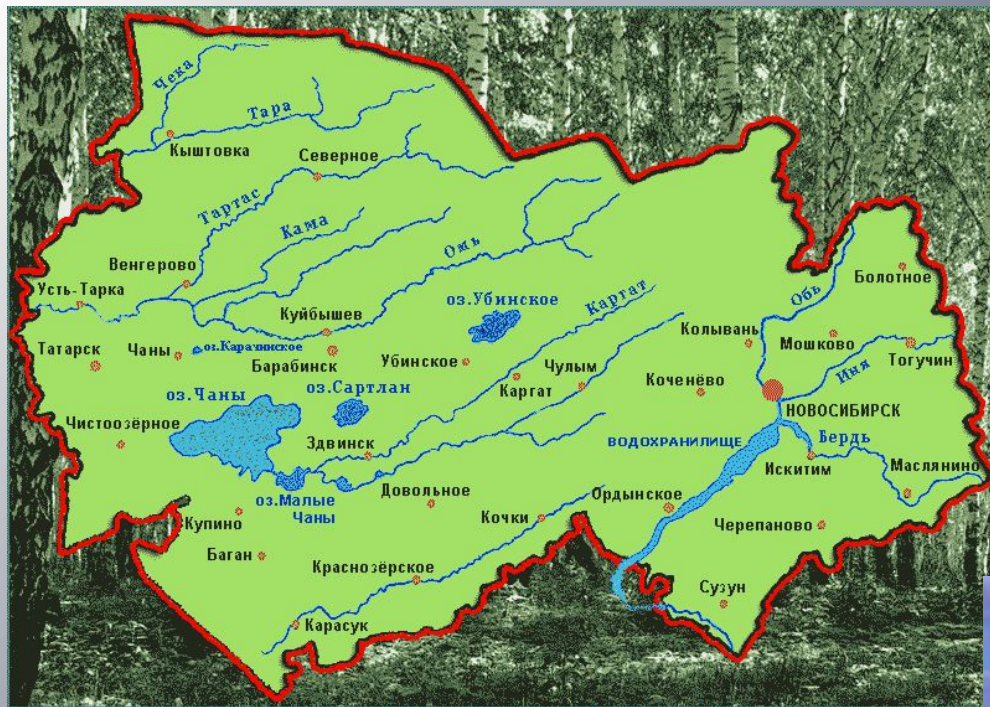 Чека
Тара
Кыштовка
Северное
Тартас
Кама
Омь
Венгерово
Усть-Тарка
Болотное
Обь
оз.Убинское
Каргат
Куйбышев
Колывань
Мошково
Тогучин
Татарск
Чаны
оз.Карачинское
Барабинск
Убинское
Чулым
Иня
Каргат
Коченёво
оз.Сартлан
оз.Чаны
НОВОСИБИРСК
Чистоозёрное
Здвинск
ВОДОХРАНИЛИЩЕ
Бердь
Искитим
Маслянино
оз.Малые
Чаны
Довольное
Ордынское
Купино
Кочки
Черепаново
Баган
Краснозёрское
Сузун
Карасук